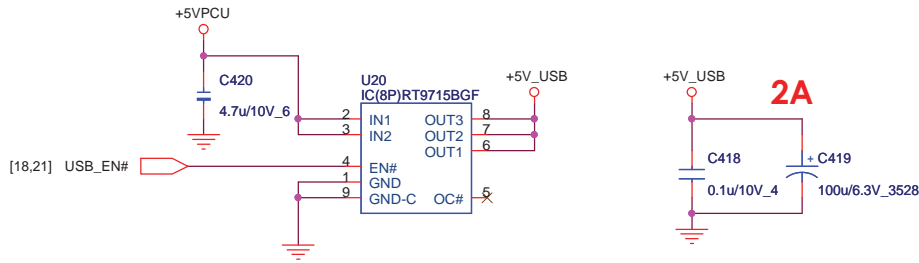 +5VPCU
C420
4.7u/10V_6
U20
IC(8P)RT9715BGF
+5V_USB
+5V_USB
2A
2 IN1 OUT3 8
3 IN2 OUT2 7
OUT1 6
[18,21] USB_EN#
4 EN#
1 GND
9 GND-C OC# 5
C418
0.1u/10V_4
+ C419
100u/6.3V_3528